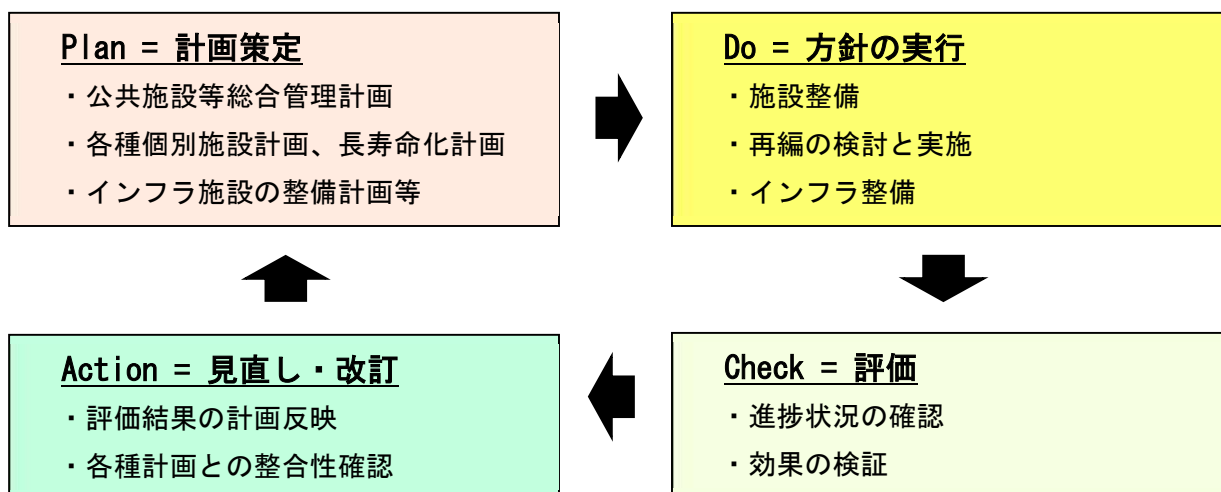 Plan = 計画策定
・公共施設等総合管理計画
・各種個別施設計画、長寿命化計画
・インフラ施設の整備計画等
Do = 方針の実行
・施設整備
・再編の検討と実施
・インフラ整備
Action = 見直し・改訂
・評価結果の計画反映
・各種計画との整合性確認
Check = 評価
・進捗状況の確認
・効果の検証